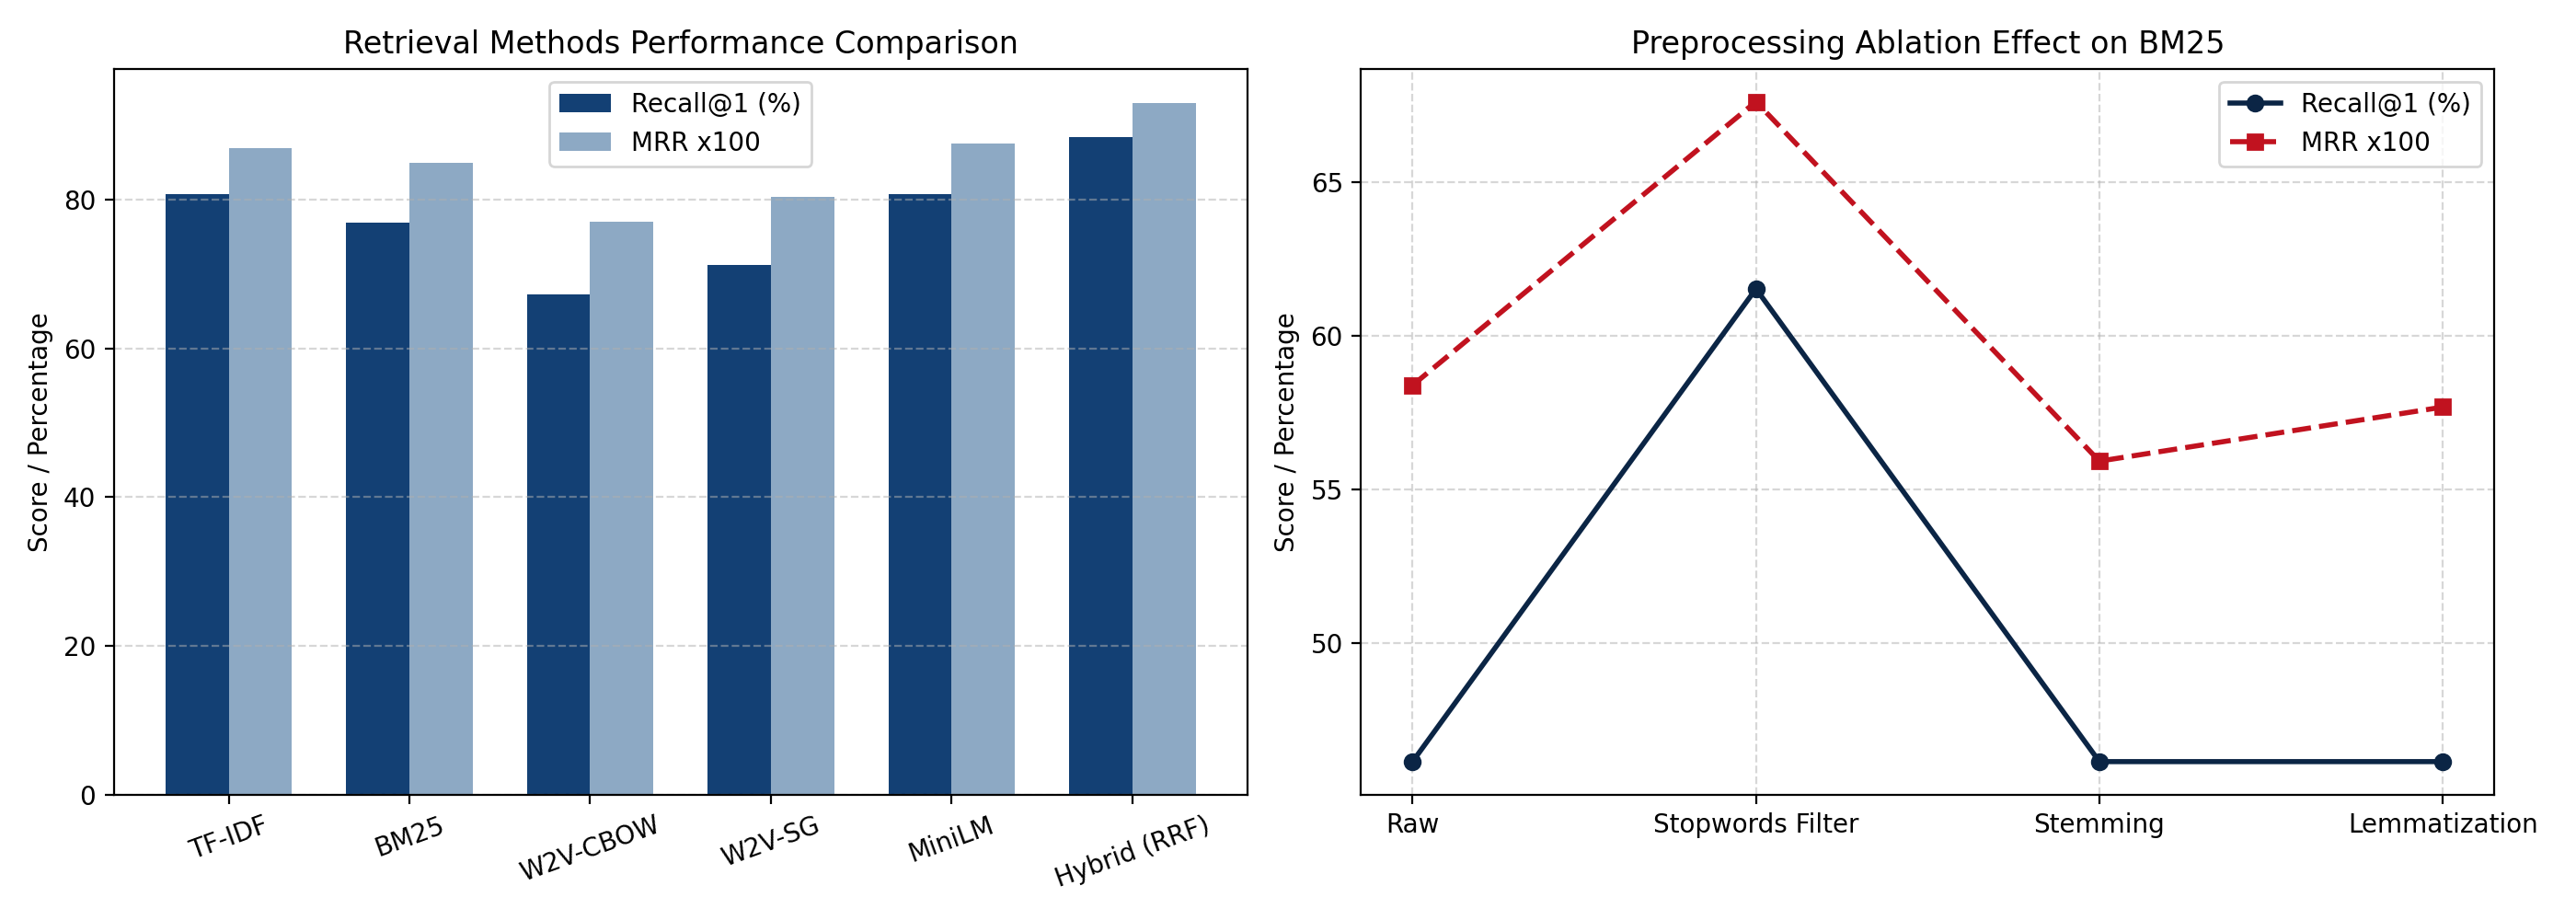 Retrieval Methods Performance Comparison
Recall@1 (%)
MRR x100
Score / Percentage
80
60
40
20
0
TF-IDF
BM25
W2V-CBOW
W2V-SG
MiniLM
Hybrid (RRF)
Preprocessing Ablation Effect on BM25
Recall@1 (%)
MRR x100
Score / Percentage
65
60
55
50
Raw
Stopwords Filter
Stemming
Lemmatization